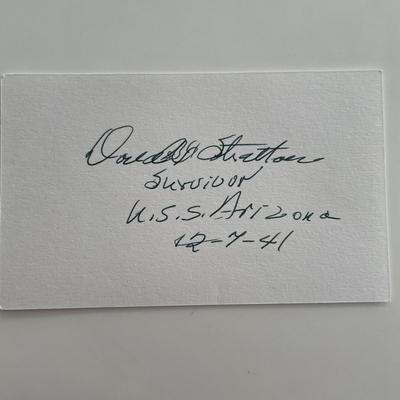 Donald Stratton
Survivor
U.S.S. Arizona
12-7-41